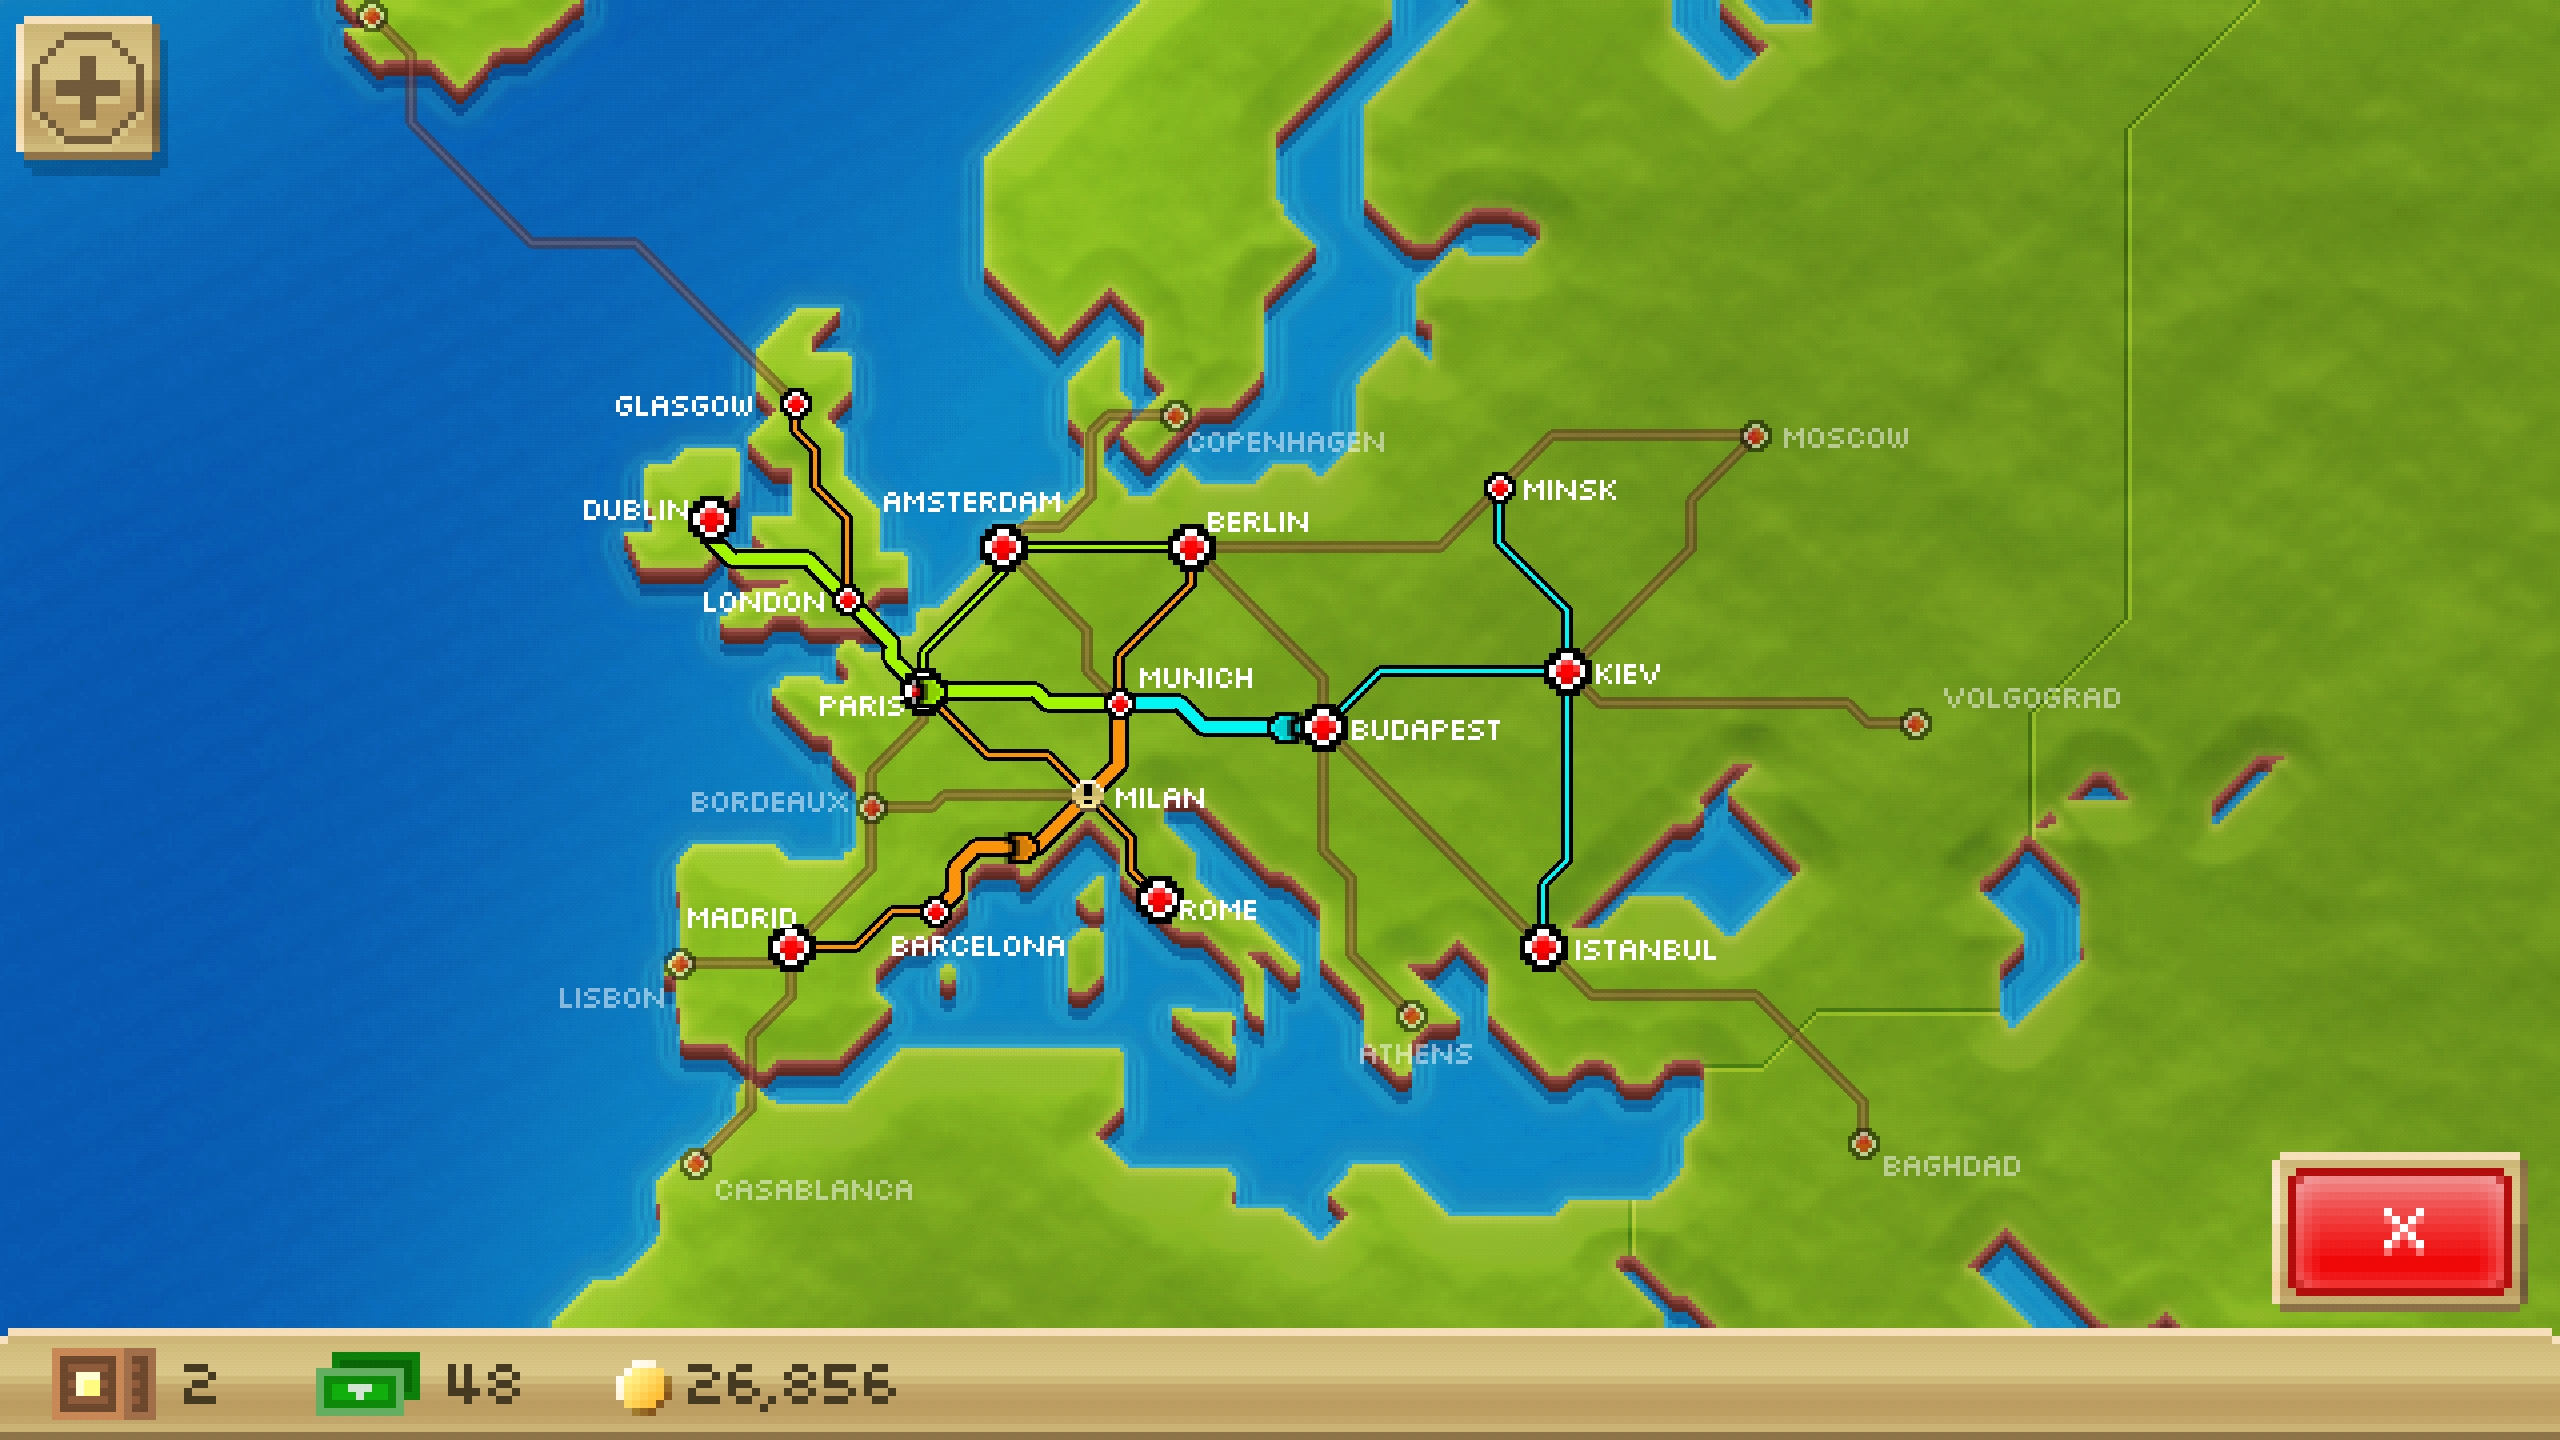 GLASGOW
COPENHAGEN
MOSCOW
MINSK
AMSTERDAM
DUBLIN
BERLIN
LONDON
MUNICH
KIEV
PARIS
VOLGOGRAD
BUDAPEST
BORDEAUX
MILAN
MADRID
ROME
BARCELONA
ISTANBUL
LISBON
ATHENS
BAGHDAD
CASABLANCA
X
2
48
26,856